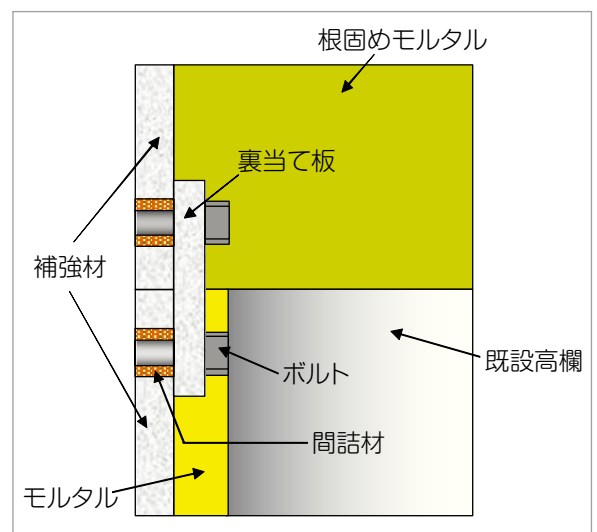 根固めモルタル
裏当て板
補強材
既設高欄
ボルト
間詰材
モルタル